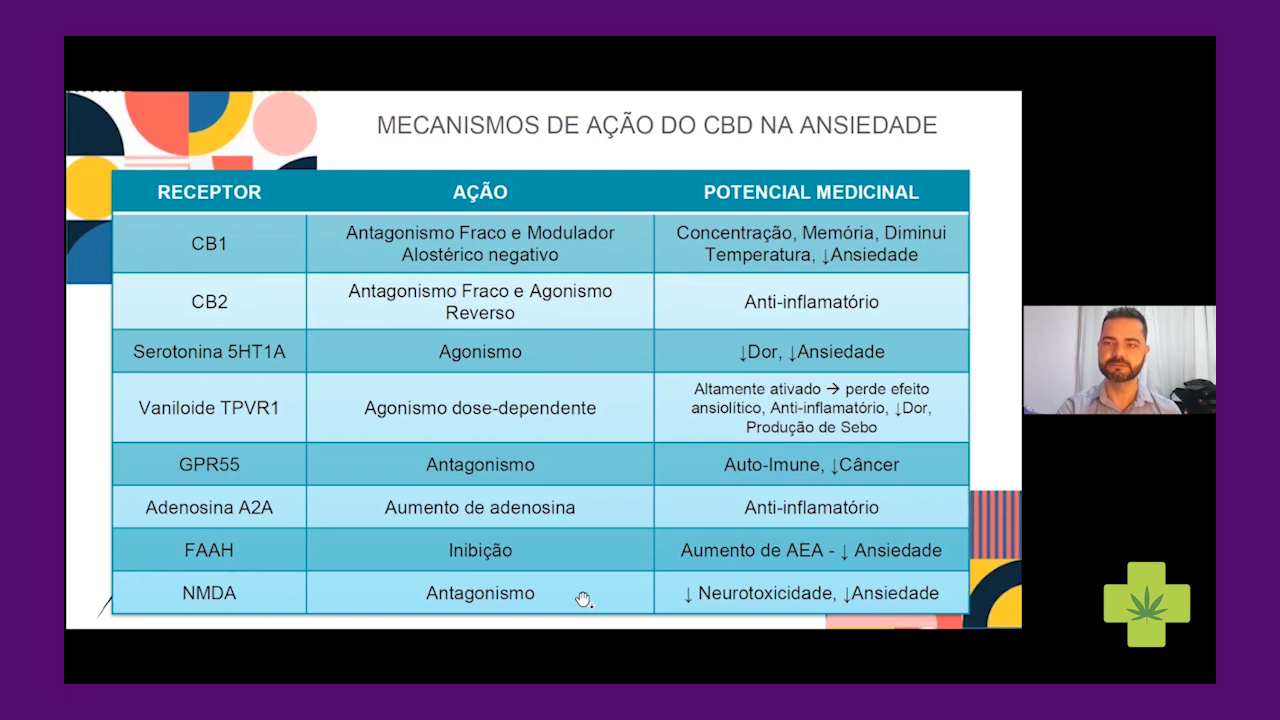 MECANISMOS DE AÇÃO DO CBD NA ANSIEDADE
RECEPTOR AÇÃO POTENCIAL MEDICINAL
CB1
Antagonismo Fraco e Modulador
Alostérico negativo
Concentração, Memória, Diminui
Temperatura, ↓Ansiedade
CB2
Antagonismo Fraco e Agonismo
Reverso
Anti-inflamatório
Serotonina 5HT1A Agonismo ↓Dor, ↓Ansiedade
Vaniloide TPVR1 Agonismo dose-dependente
Altamente ativado → perde efeito
ansiolítico, Anti-inflamatório, ↓Dor,
Produção de Sebo
GPR55 Antagonismo Auto-Imune, ↓Câncer
Adenosina A2A Aumento de adenosina Anti-inflamatório
FAAH Inibição Aumento de AEA - ↓ Ansiedade
NMDA Antagonismo ↓ Neurotoxicidade, ↓Ansiedade